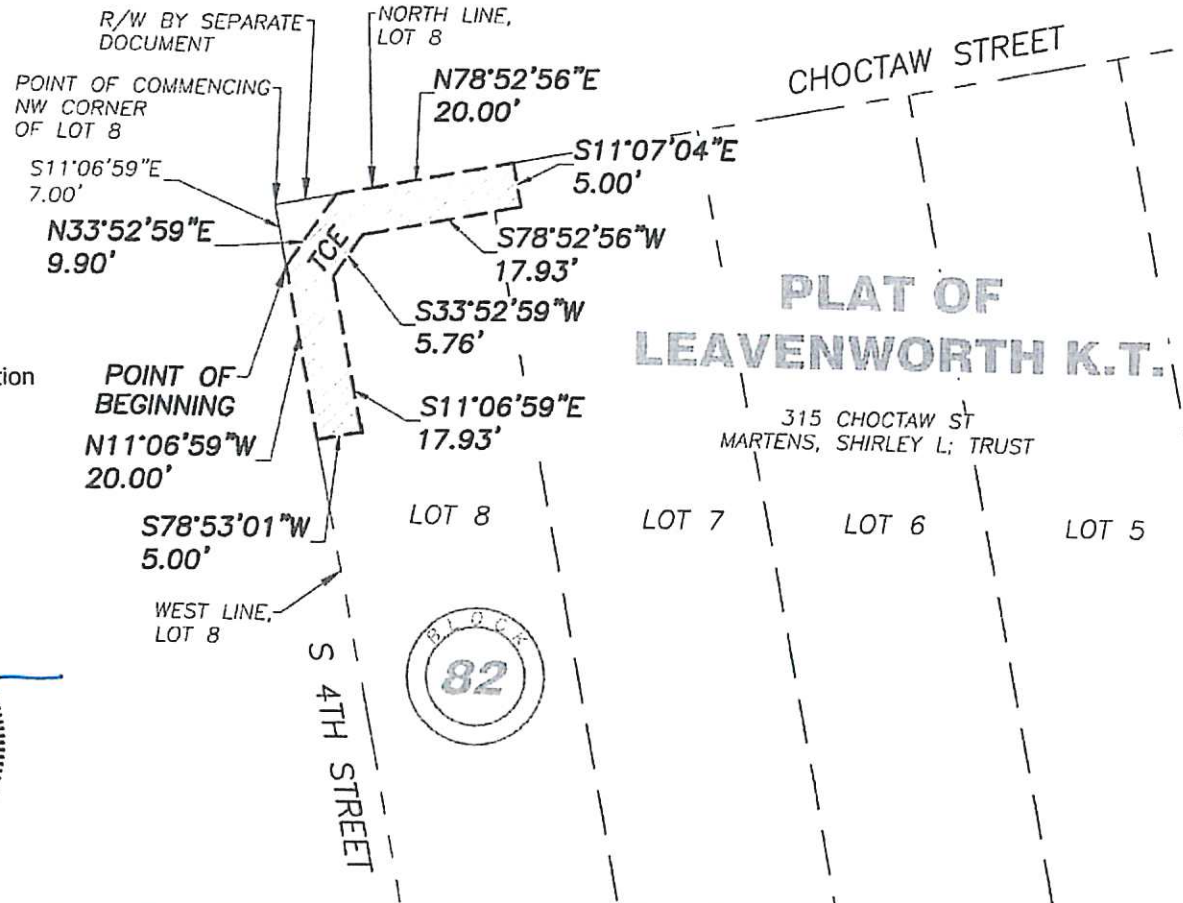 R/W BY SEPARATE
DOCUMENT
NORTH LINE,
LOT 8
POINT OF COMMENCING
NW CORNER
OF LOT 8
N78°52'56"E
20.00'
CHOCTAW STREET
S11°06'59"E
7.00'
S11°07'04"E
5.00'
N33°52'59"E
9.90'
TCE
S78°52'56"W
17.93'
S33°52'59"W
5.76'
PLAT OF
LEAVENWORTH K.T.
tion
POINT OF
BEGINNING
S11°06'59"E
17.93'
315 CHOCTAW ST
MARTENS, SHIRLEY L; TRUST
N11°06'59"W
20.00'
S78°53'01"W
5.00'
LOT 8
LOT 7
LOT 6
LOT 5
WEST LINE,
LOT 8
BLOCK
82
S 4TH STREET